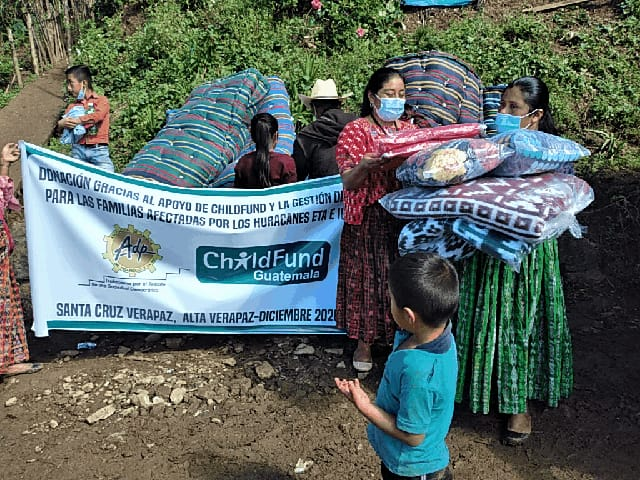 DONACIÓN GRACIAS AL APOYO DE CHILDFUND Y LA GESTIÓN DE
PARA LAS FAMILIAS AFECTADAS POR LOS HURACANES ETA E
Adp
ChildFund
Guatemala
SANTA CRUZ VERAPAZ, ALTA VERAPAZ-DICIEMBRE 202